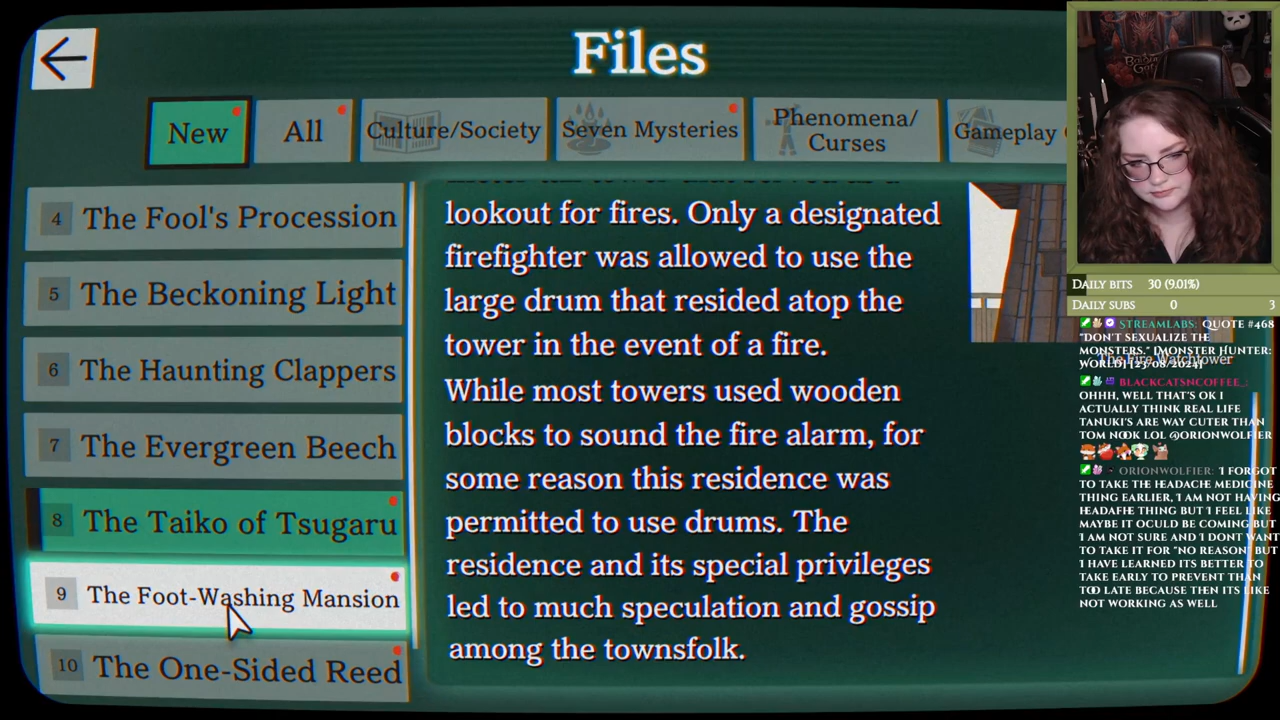 Files
New
All
Culture/Society
Seven Mysteries
Phenomena/
Curses
Gameplay
4 The Fool's Procession
5 The Beckoning Light
6 The Haunting Clappers
7 The Evergreen Beech
8 The Taiko of Tsugaru
9 The Foot-Washing Mansion
10 The One-Sided Reed
lookout for fires. Only a designated
firefighter was allowed to use the
large drum that resided atop the
tower in the event of a fire.
While most towers used wooden
blocks to sound the fire alarm, for
some reason this residence was
permitted to use drums. The
residence and its special privileges
led to much speculation and gossip
among the townsfolk.
The Fire Watchtower
DAILY BITS 30 (9.01%)
DAILY SUBS 0 3
STREAMLABS: QUOTE #468
"DON'T SEXUALIZE THE
MONSTERS." [MONSTER HUNTER:
WORLD] [23/08/2024]
BLACKCATSNCOFFEE_:
OHHH, WELL THAT'S OK I
ACTUALLY THINK REAL LIFE
TANUKI'S ARE WAY CUTER THAN
TOM NOOK LOL @ORIONWOLFIER
ORIONWOLFIER: I FORGOT
TO TAKE THE HEADACHE MEDICINE
THING EARLIER, I AM NOT HAVING
HEADAFHE THING BUT I FEEL LIKE
MAYBE IT OCULD BE COMING BUT
I AM NOT SURE AND I DONT WANT
TO TAKE IT FOR "NO REASON" BUT
I HAVE LEARNED ITS BETTER TO
TAKE EARLY TO PREVENT THAN
TOO LATE BECAUSE THEN ITS LIKE
NOT WORKING AS WELL